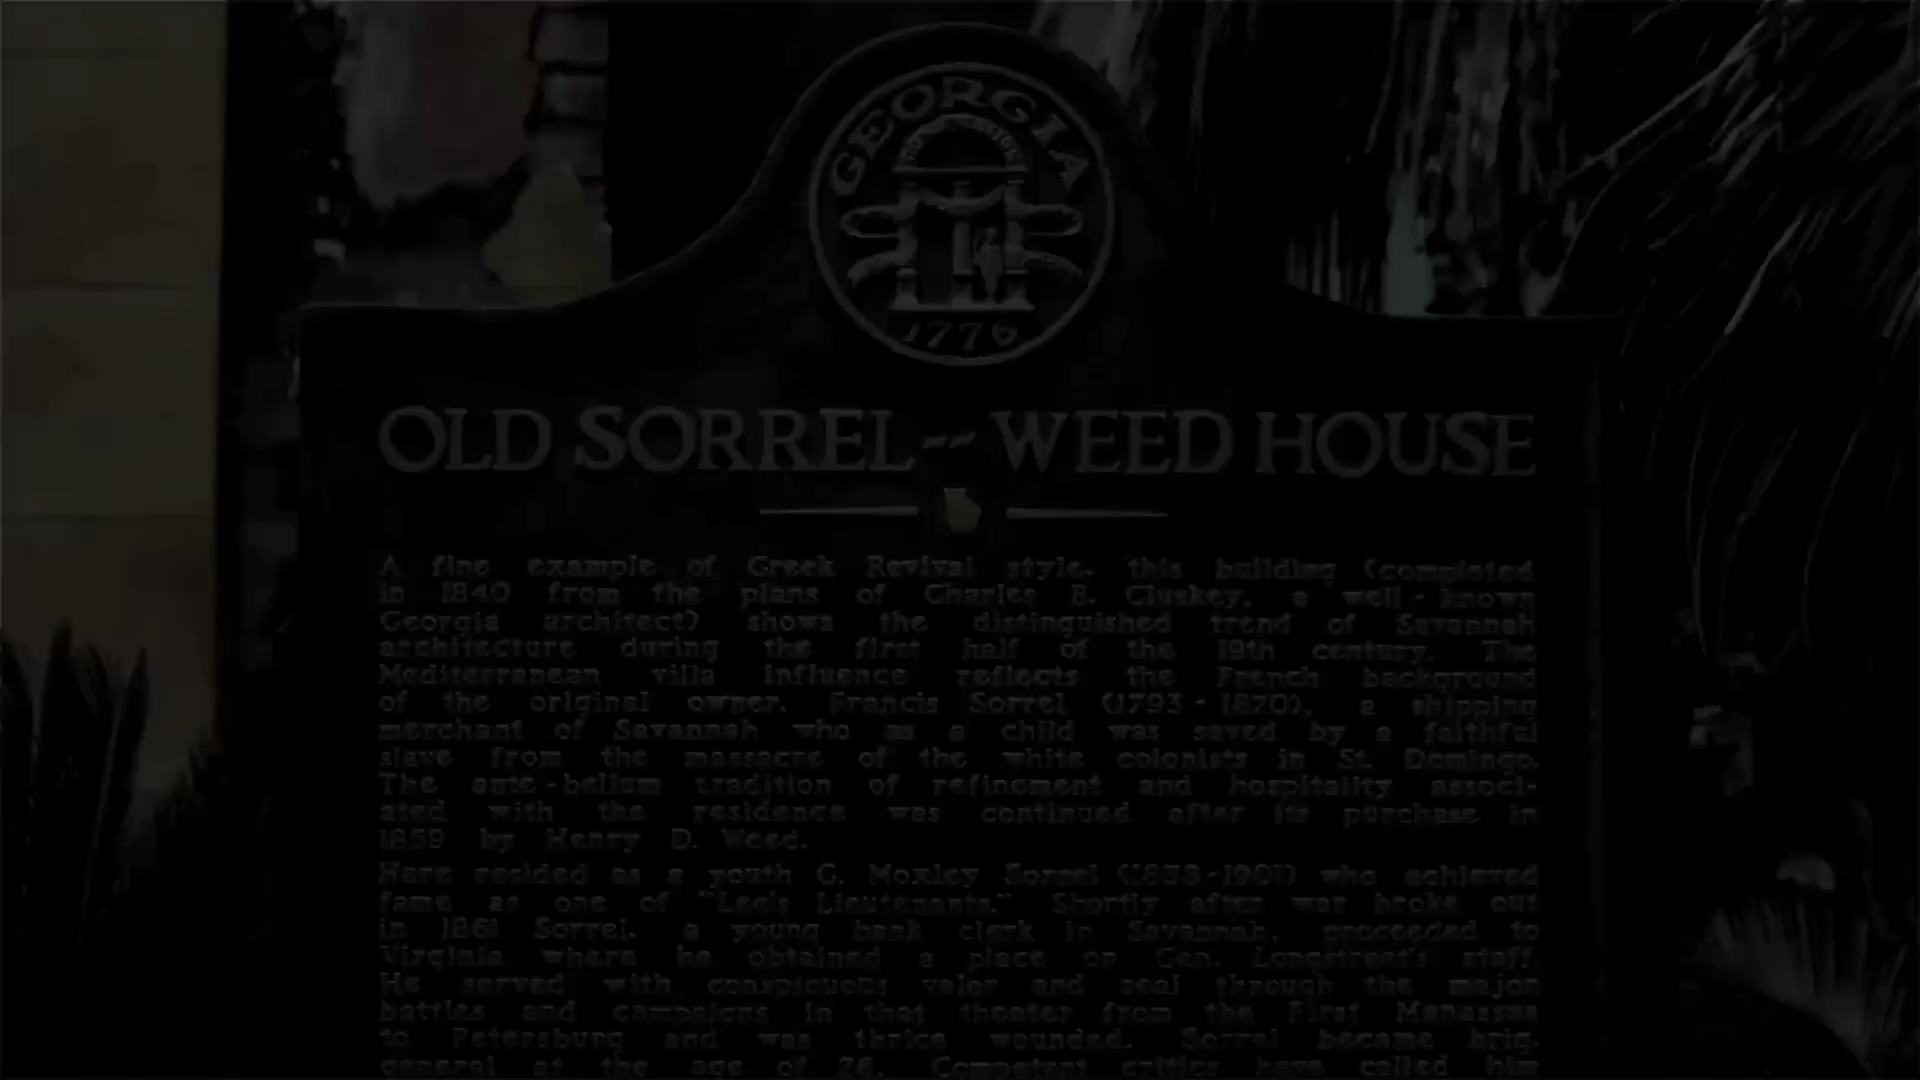 GEORGIA
CONSTITUTION
1776
OLD SORREL -- WEED HOUSE
A fine example of Greek Revival style, this building (completed
in 1840 from the plans of Charles B. Cluskey, a well-known
Georgia architect) shows the distinguished trend of Savannah
architecture during the first half of the 19th century. The
Mediterranean villa influence reflects the French background
of the original owner, Francis Sorrel (1793-1870), a shipping
merchant of Savannah who as a child was saved by a faithful
slave from the massacre of the white colonists in St. Domingo.
The ante-bellum tradition of refinement and hospitality associ-
ated with the residence was continued after its purchase in
1859 by Henry D. Weed.
Here resided as a youth G. Moxley Sorrel (1838-1901) who achieved
fame as one of "Lee's Lieutenants." Shortly after war broke out
in 1861 Sorrel, a young bank clerk in Savannah, proceeded to
Virginia where he obtained a place on Gen. Longstreet's staff.
He served with conspicuous valor and zeal through the major
battles and campaigns in that theater from the First Manassas
to Petersburg and was thrice wounded. Sorrel became brig.
general at the age of 26. Competent critics have called him